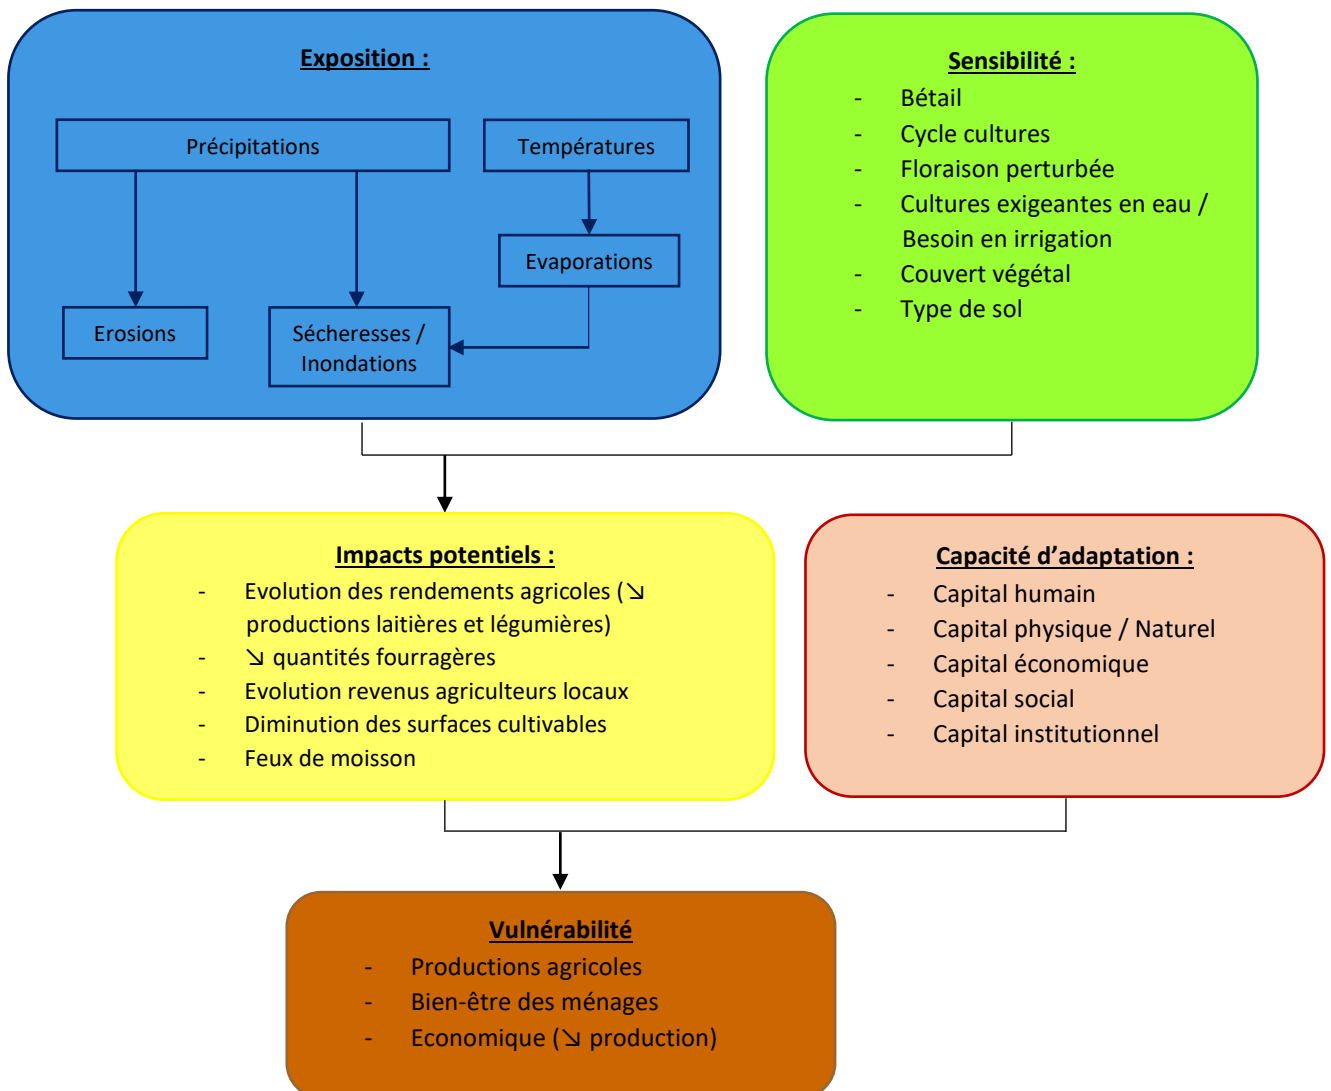 Exposition :
Précipitations
Températures
Evaporations
Erosions
Sécheresses /
Inondations
Sensibilité :
- Bétail
- Cycle cultures
- Floraison perturbée
- Cultures exigeantes en eau /
Besoin en irrigation
- Couvert végétal
- Type de sol
Impacts potentiels :
- Evolution des rendements agricoles (↘
productions laitières et légumières)
- ↘ quantités fourragères
- Evolution revenus agriculteurs locaux
- Diminution des surfaces cultivables
- Feux de moisson
Capacité d’adaptation :
- Capital humain
- Capital physique / Naturel
- Capital économique
- Capital social
- Capital institutionnel
Vulnérabilité
- Productions agricoles
- Bien-être des ménages
- Economique (↘ production)